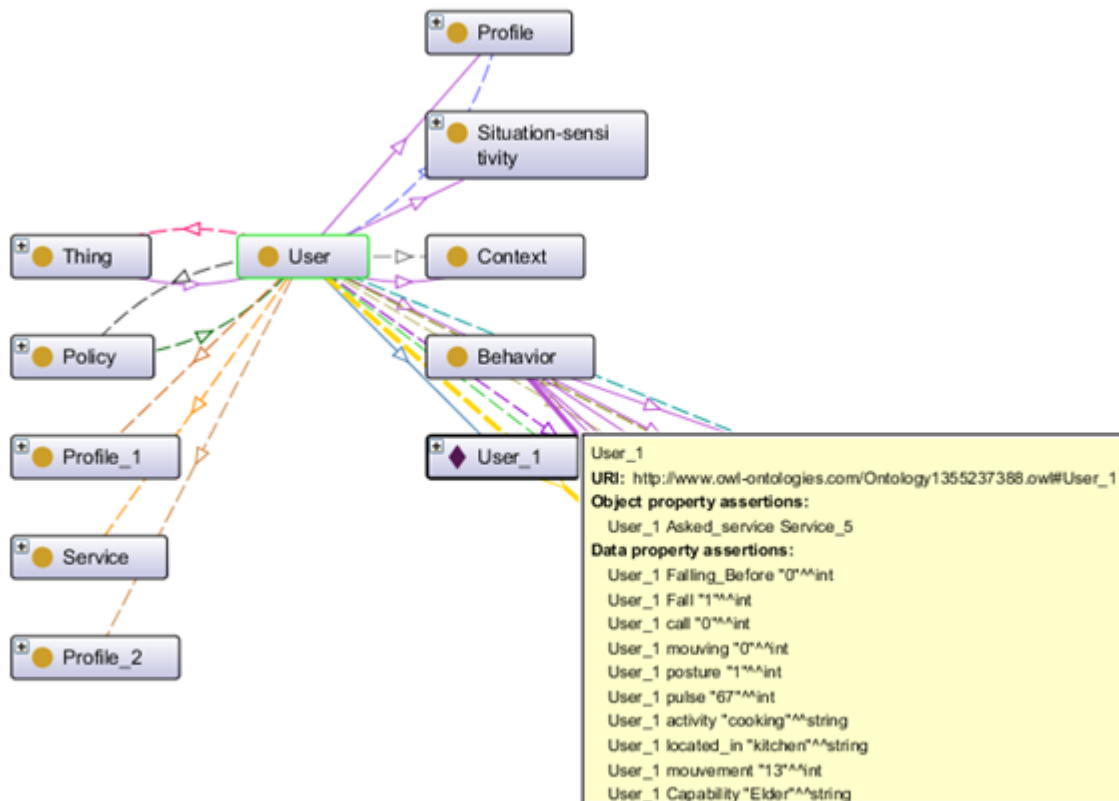 Profile
Situation-sensi
tivity
Thing
User
Context
Policy
Behavior
Profile_1
User_1
Service
Profile_2
User_1
URI: http://www.owl-ontologies.com/Ontology1355237388.owl#User_1
Object property assertions:
User_1 Asked_service Service_5
Data property assertions:
User_1 Falling_Before "0"^^int
User_1 Fall "1"^^int
User_1 call "0"^^int
User_1 mouving "0"^^int
User_1 posture "1"^^int
User_1 pulse "67"^^int
User_1 activity "cooking"^^string
User_1 located_in "kitchen"^^string
User_1 mouvement "13"^^int
User_1 Capability "Elder"^^string